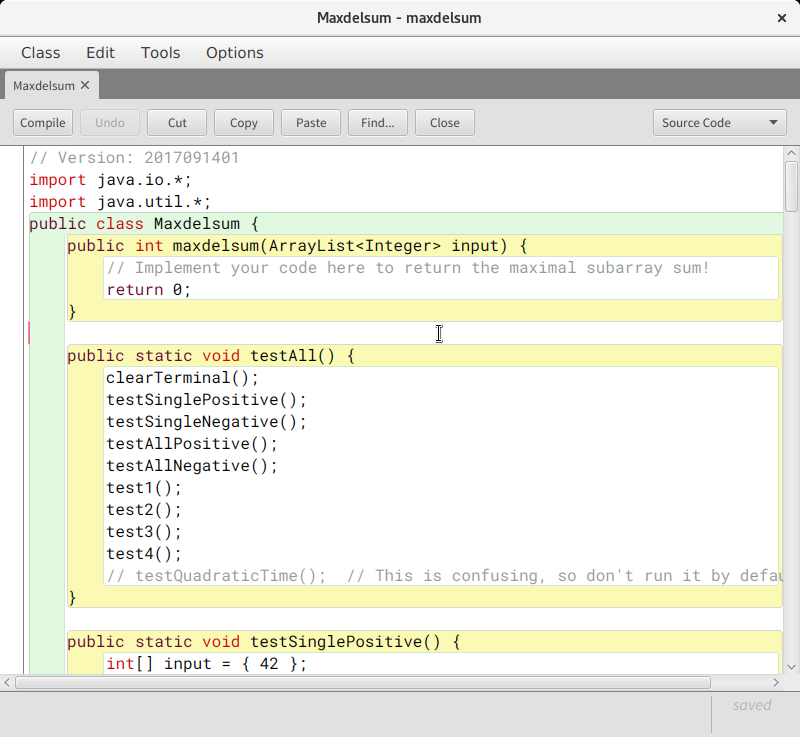 Maxdelsum - maxdelsum
Class Edit Tools Options
Maxdelsum
Compile Undo Cut Copy Paste Find... Close Source Code
// Version: 2017091401
import java.io.*;
import java.util.*;
public class Maxdelsum {
public int maxdelsum(ArrayList<Integer> input) {
// Implement your code here to return the maximal subarray sum!
return 0;
}
public static void testAll() {
clearTerminal();
testSinglePositive();
testSingleNegative();
testAllPositive();
testAllNegative();
test1();
test2();
test3();
test4();
// testQuadraticTime();  // This is confusing, so don't run it by defau
}
public static void testSinglePositive() {
int[] input = { 42 };
saved